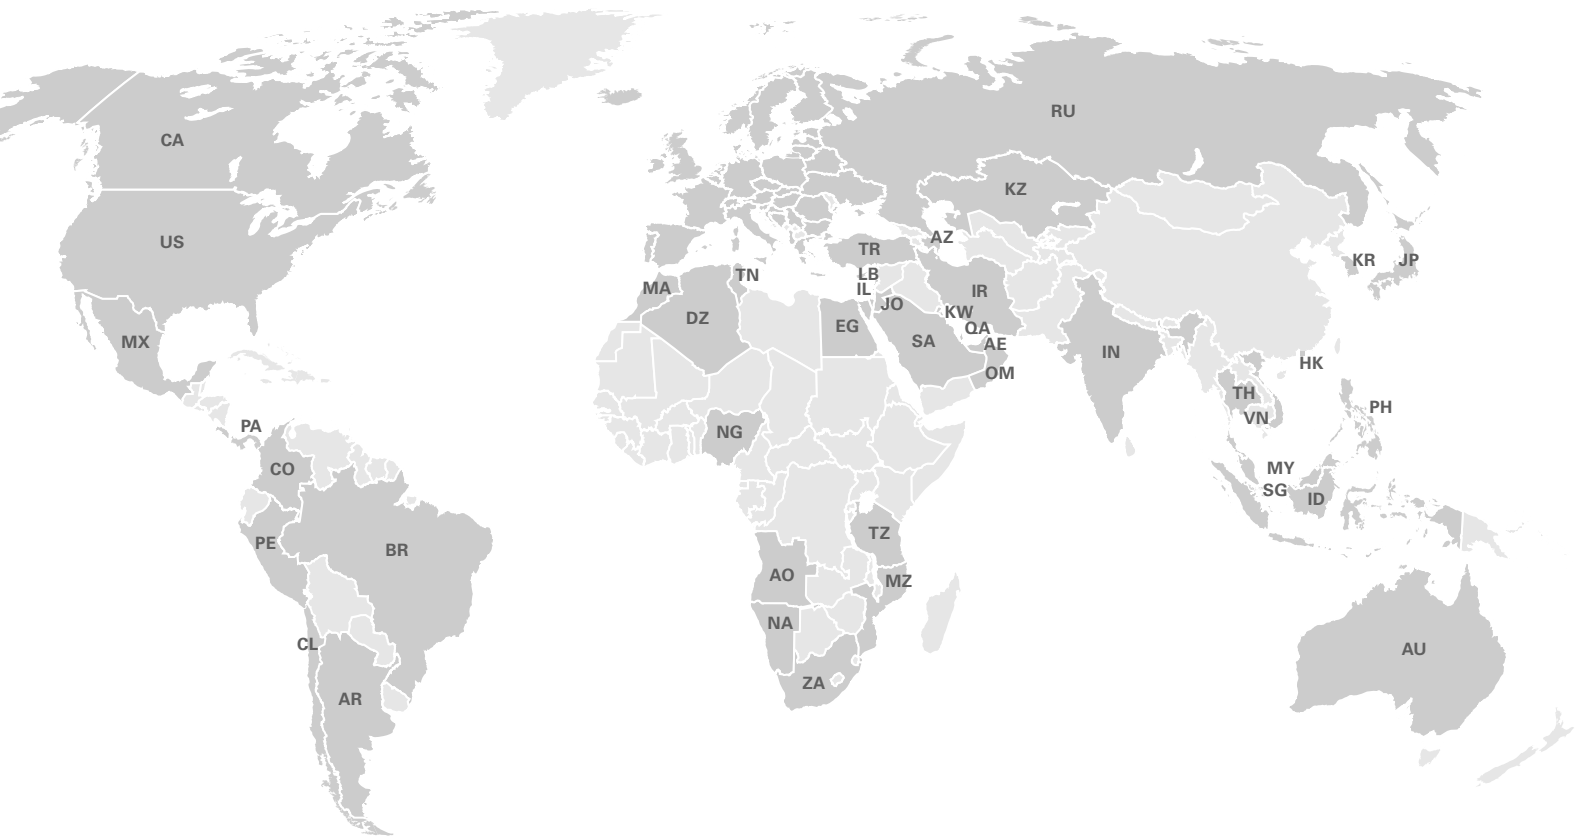 RU
CA
KZ
US
AZ
TR
KR
JP
LB
TN
MA
IL
IR
JO
KW
DZ
EG
QA
MX
SA
AE
IN
HK
OM
TH
PH
VN
PA
NG
CO
MY
SG
ID
TZ
PE
BR
AO
MZ
NA
CL
AU
ZA
AR